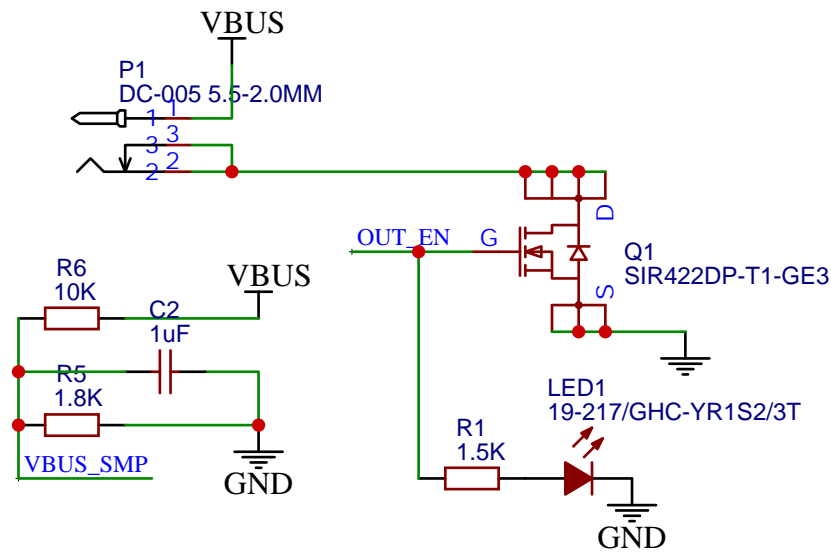 VBUS
P1
DC-005 5.5-2.0MM
1
1
3
3
2
2
OUT_EN
G
D
S
Q1
SIR422DP-T1-GE3
R6
10K
VBUS
C2
1uF
R5
1.8K
VBUS_SMP
GND
LED1
19-217/GHC-YR1S2/3T
R1
1.5K
GND